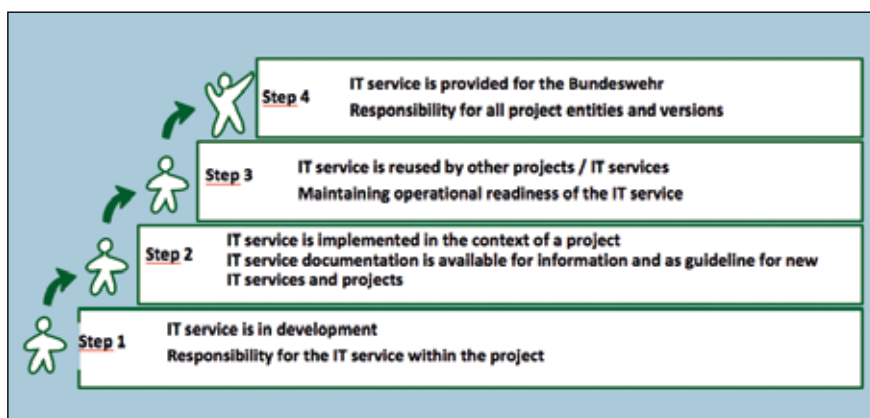 Step 4
IT service is provided for the Bundeswehr
Responsibility for all project entities and versions
Step 3
IT service is reused by other projects / IT services
Maintaining operational readiness of the IT service
Step 2
IT service is implemented in the context of a project
IT service documentation is available for information and as guideline for new
IT services and projects
Step 1
IT service is in development
Responsibility for the IT service within the project